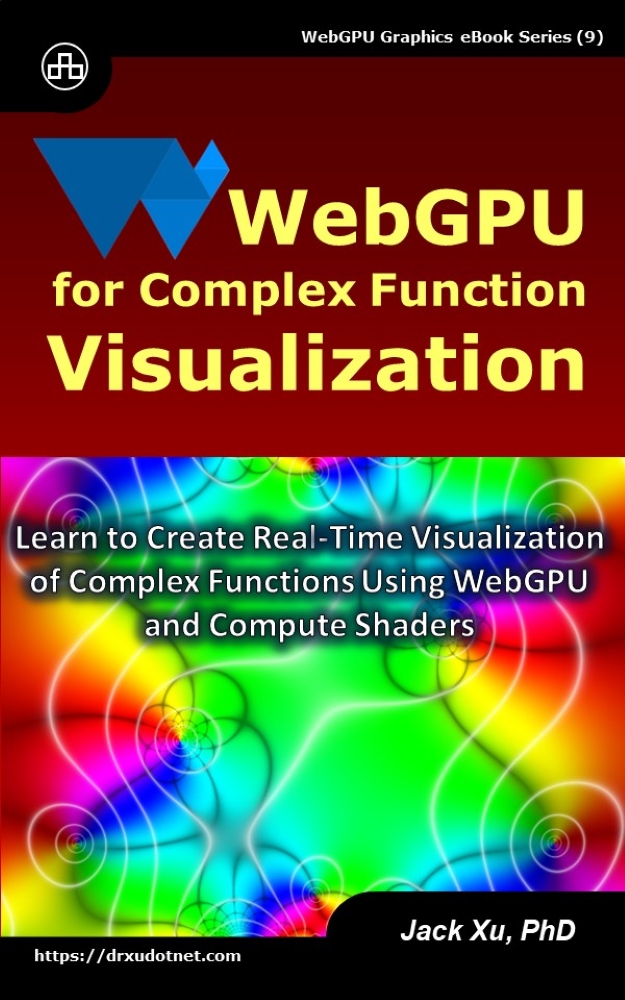 WebGPU Graphics eBook Series (9)
WebGPU
for Complex Function
Visualization
Learn to Create Real-Time Visualization
of Complex Functions Using WebGPU
and Compute Shaders
Jack Xu, PhD
https://drxudotnet.com